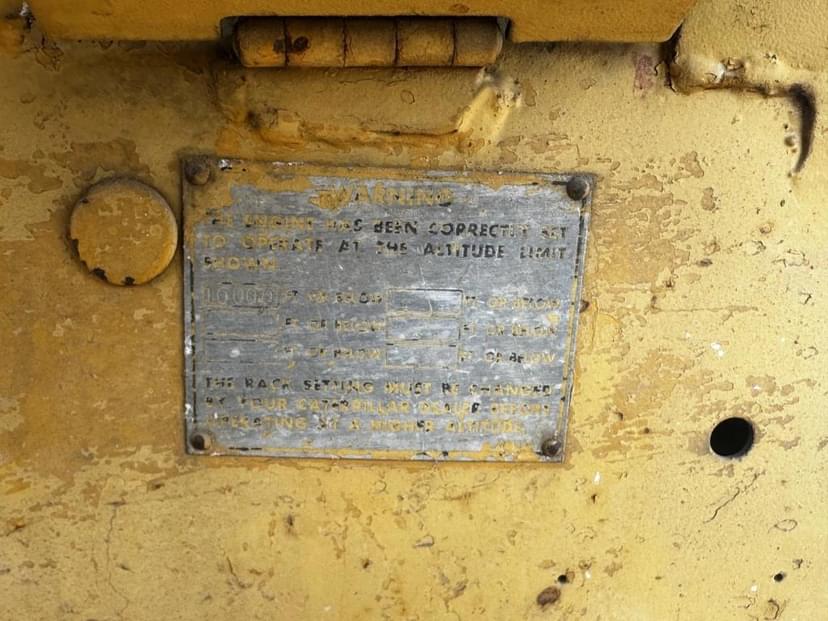 WARNING
ENGINE HAS BEEN CORRECTLY SET
TO OPERATE AT THE ALTITUDE LIMIT
SHOWN
10,000 FT OR BELOW FT OR BELOW
FT OR BELOW FT OR BELOW
FT OR BELOW FT OR BELOW
THE RACK SETTING MUST BE CHANGED
BY YOUR CATERPILLAR DEALER BEFORE
OPERATING AT A HIGHER ALTITUDE